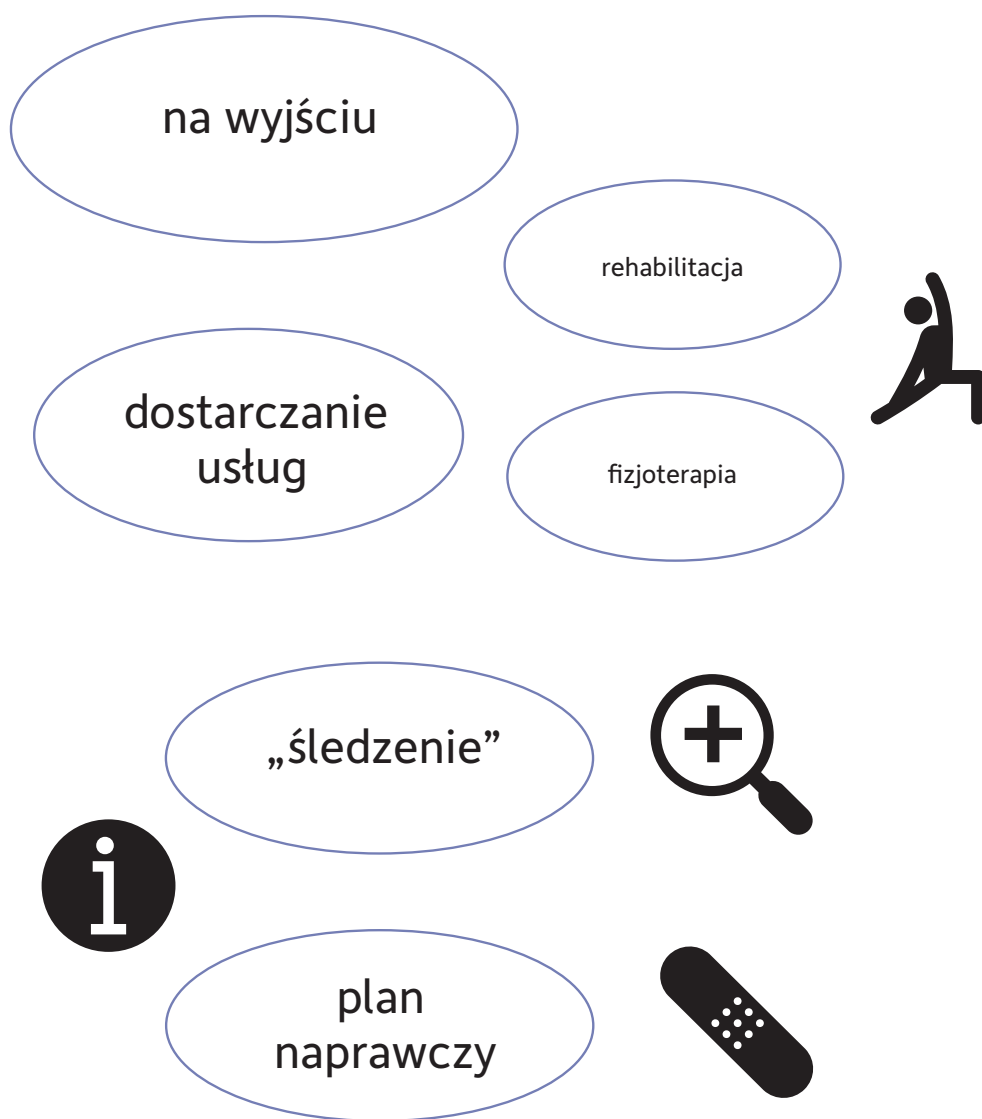 na wyjściu
rehabilitacja
dostarczanie
usług
fizjoterapia
„śledzenie”
i
plan
naprawczy